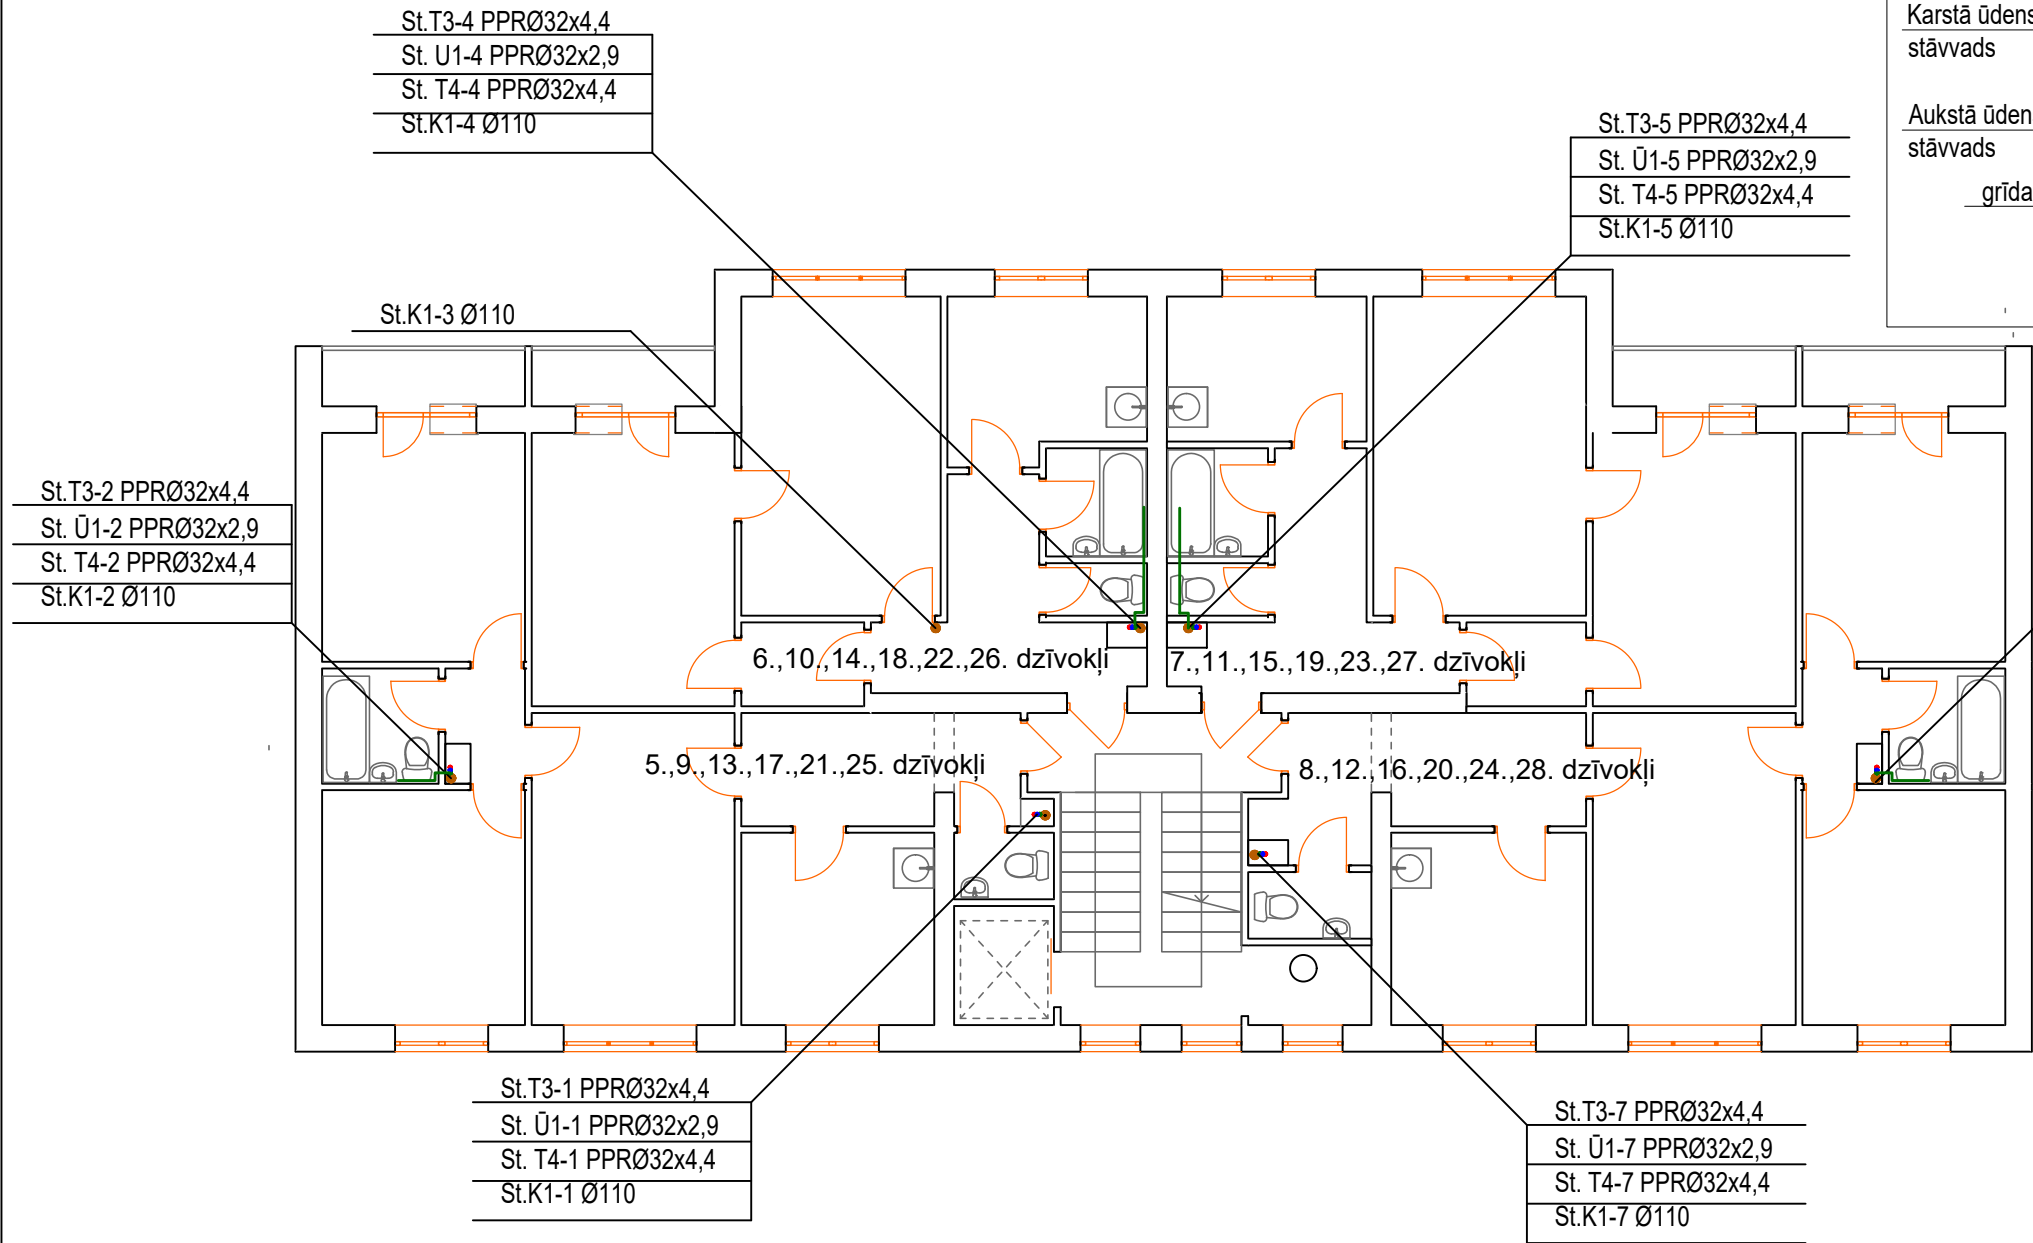 St.T3-4 PPRØ32x4,4
St. U1-4 PPRØ32x2,9
St. T4-4 PPRØ32x4,4
St.K1-4 Ø110
Karstā ūdens
stāvvads
Aukstā ūden
stāvvads
grīda
St.T3-5 PPRØ32x4,4
St. Ū1-5 PPRØ32x2,9
St. T4-5 PPRØ32x4,4
St.K1-5 Ø110
St.K1-3 Ø110
St.T3-2 PPRØ32x4,4
St. Ū1-2 PPRØ32x2,9
St. T4-2 PPRØ32x4,4
St.K1-2 Ø110
6.,10.,14.,18.,22.,26. dzīvokļi
7.,11.,15.,19.,23.,27. dzīvokļi
5.,9.,13.,17.,21.,25. dzīvokļi
8.,12.,16.,20.,24.,28. dzīvokļi
St.T3-1 PPRØ32x4,4
St. Ū1-1 PPRØ32x2,9
St. T4-1 PPRØ32x4,4
St.K1-1 Ø110
St.T3-7 PPRØ32x4,4
St. Ū1-7 PPRØ32x2,9
St. T4-7 PPRØ32x4,4
St.K1-7 Ø110